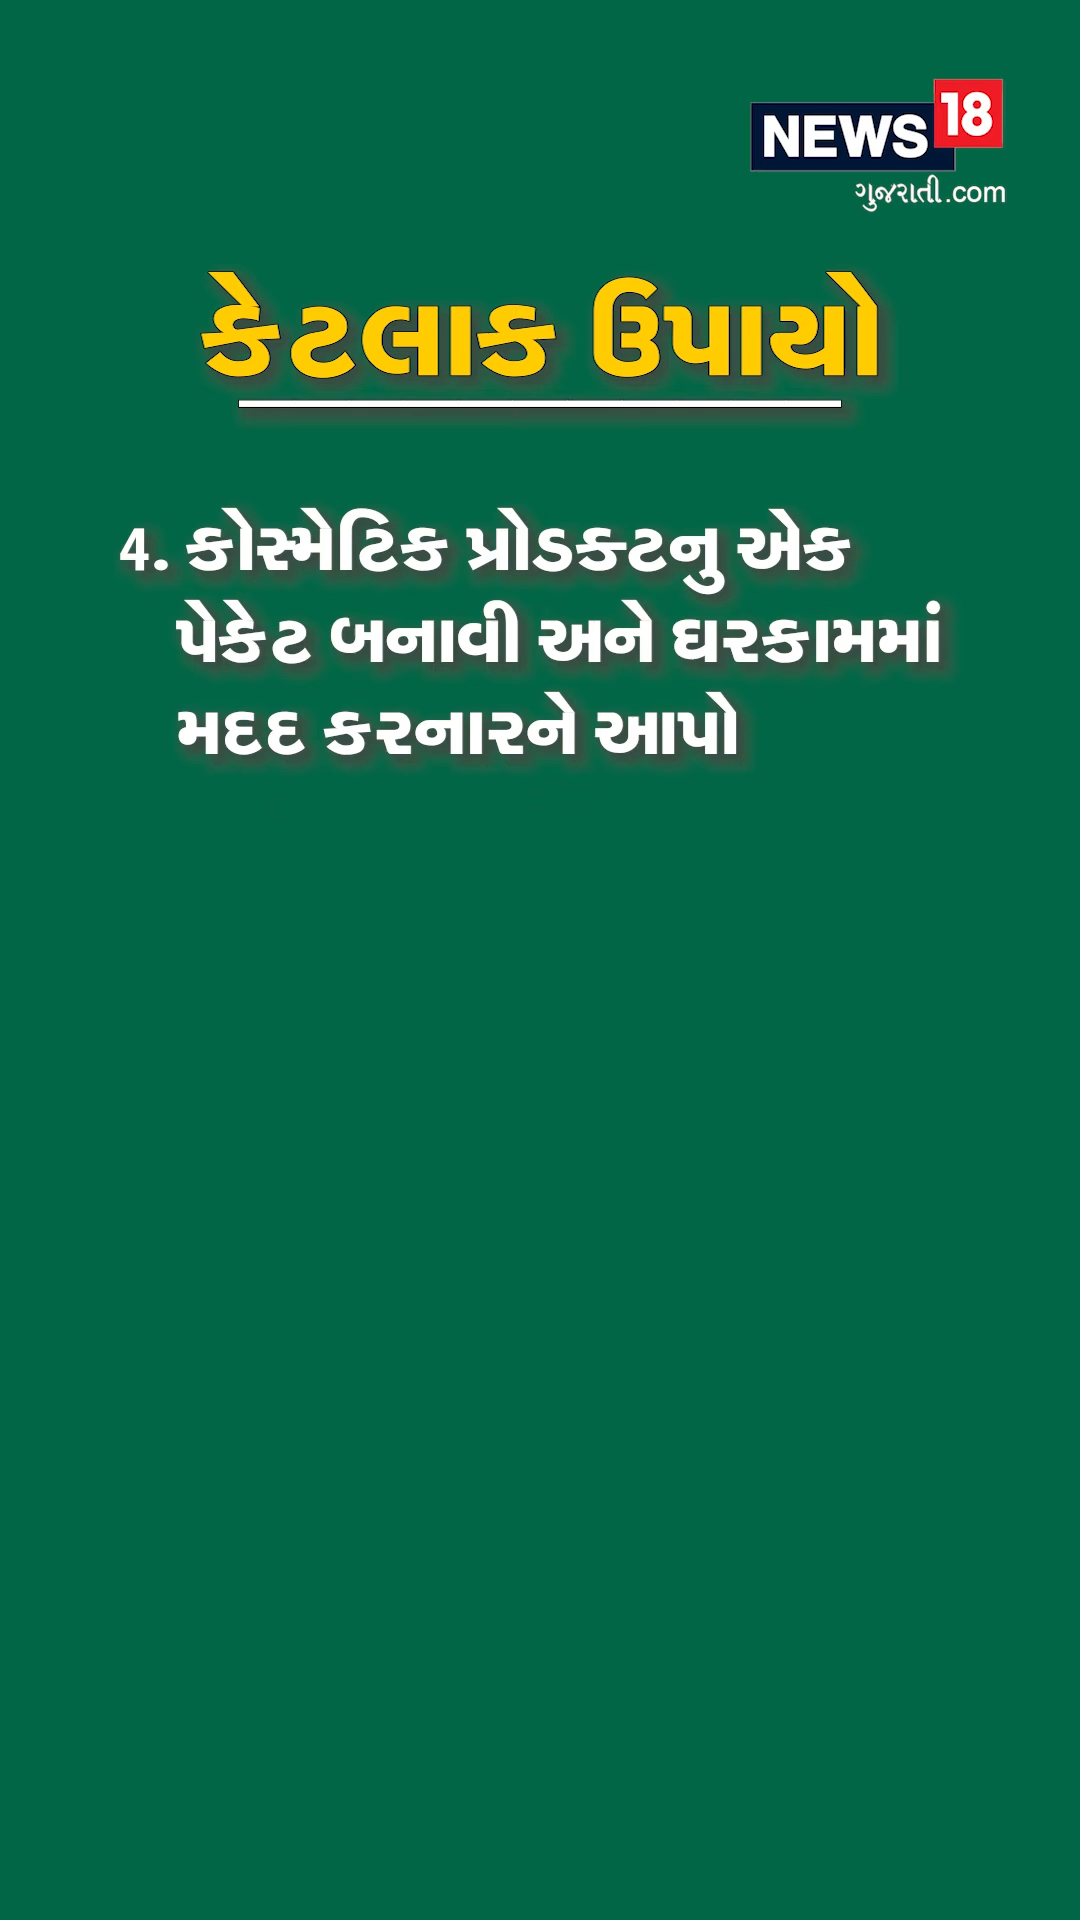 NEWS18
ગુજરાતી.com
કેટલાક ઉપાયો
4. કોસ્મેટિક પ્રોડક્ટનુ એક
પેકેટ બનાવી અને ઘરકામમાં
મદદ કરનારને આપો